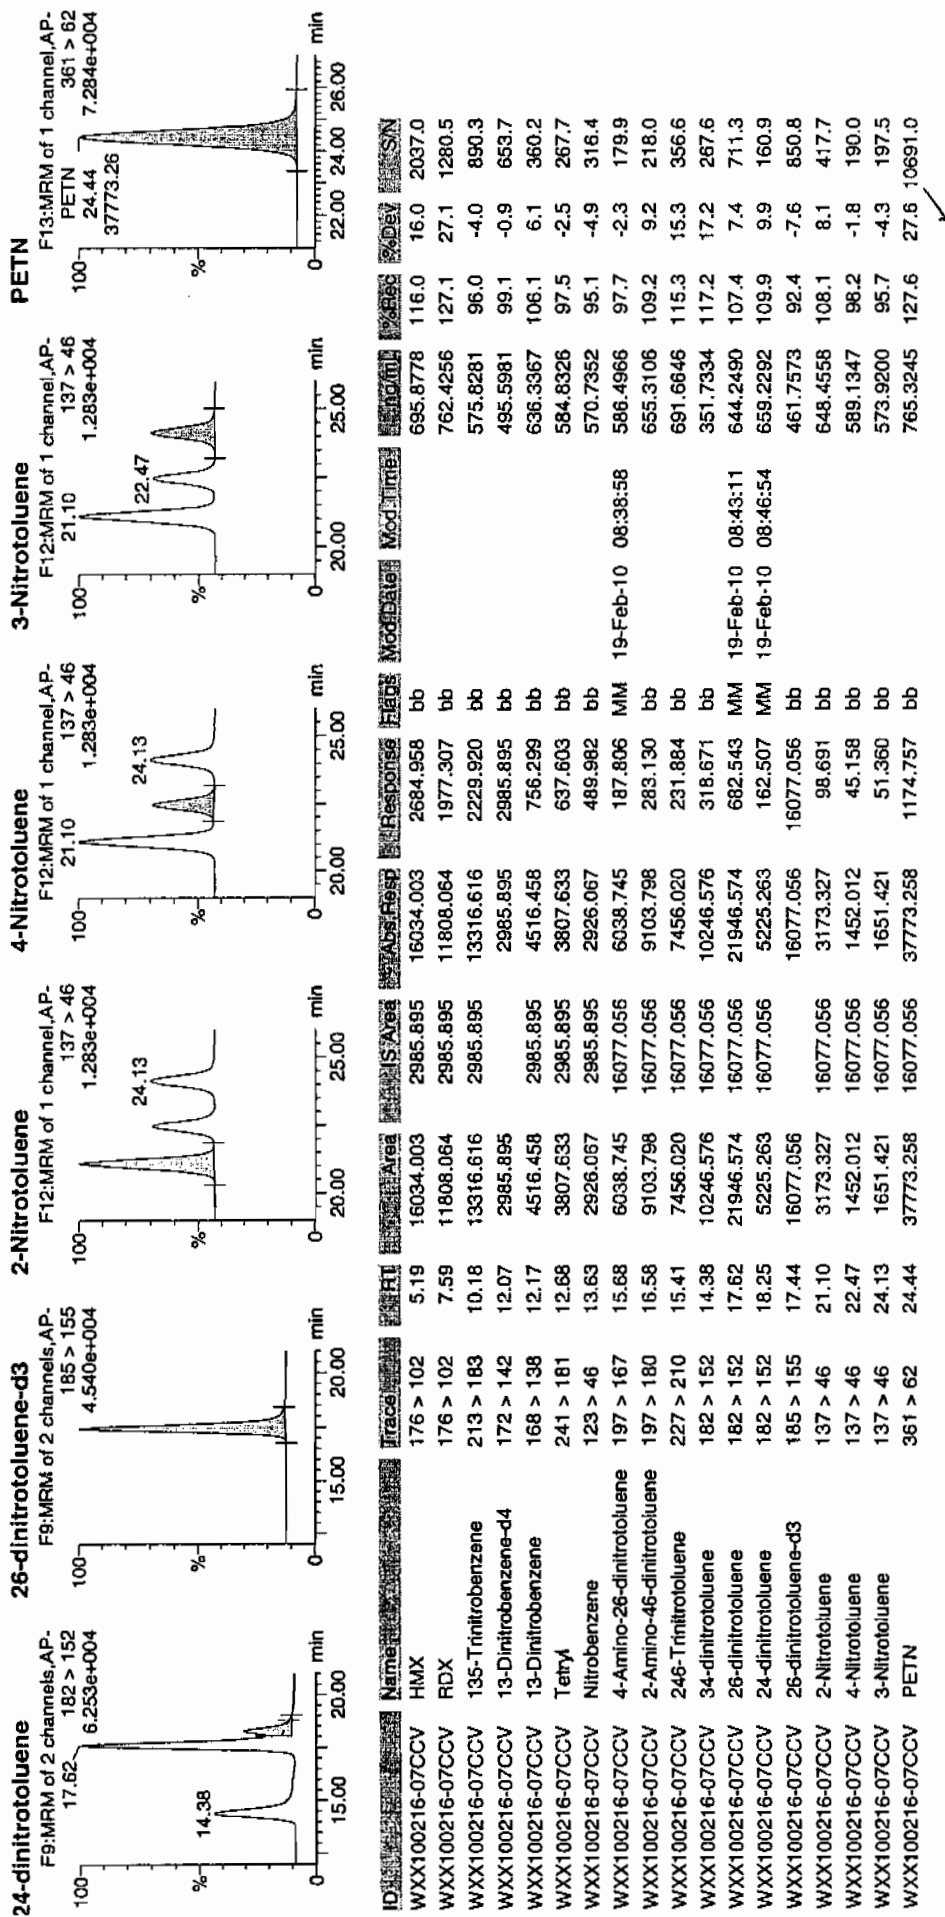 24-dinitrotoluene
F9:MRM of 2 channels,AP-
182 > 152
6.253e+004
17.62
14.38
100
%
0
15.00 20.00 min
26-dinitrotoluene-d3
F9:MRM of 2 channels,AP-
185 > 155
4.540e+004
100
%
0
15.00 20.00 min
2-Nitrotoluene
F12:MRM of 1 channel,AP-
137 > 46
1.283e+004
24.13
100
%
0
20.00 25.00 min
4-Nitrotoluene
F12:MRM of 1 channel,AP-
21.10 137 > 46
1.283e+004
24.13
100
%
0
20.00 25.00 min
3-Nitrotoluene
F12:MRM of 1 channel,AP-
21.10 137 > 46
1.283e+004
22.47
100
%
0
20.00 25.00 min
PETN
F13:MRM of 1 channel,AP-
PETN 361 > 62
24.44 7.284e+004
37773.26
100
%
0
22.00 24.00 26.00 min
ID Name Trace RT Area IS Area Abs.Resp Response Flags Mod.Date Mod.Time ng/mL %Rec %Dev S/N
WXX100216-07CCV HMX 176 > 102 5.19 16034.003 2985.895 16034.003 2684.958 bb 695.8778 116.0 16.0 2037.0
WXX100216-07CCV RDX 176 > 102 7.59 11808.064 2985.895 11808.064 1977.307 bb 762.4256 127.1 27.1 1280.5
WXX100216-07CCV 135-Trinitrobenzene 213 > 183 10.18 13316.616 2985.895 13316.616 2229.920 bb 575.8281 96.0 -4.0 890.3
WXX100216-07CCV 13-Dinitrobenzene-d4 172 > 142 12.07 2985.895 2985.895 2985.895 bb 495.5981 99.1 -0.9 653.7
WXX100216-07CCV 13-Dinitrobenzene 168 > 138 12.17 4516.458 2985.895 4516.458 756.299 bb 636.3367 106.1 6.1 360.2
WXX100216-07CCV Tetryl 241 > 181 12.68 3807.633 2985.895 3807.633 637.603 bb 584.8326 97.5 -2.5 267.7
WXX100216-07CCV Nitrobenzene 123 > 46 13.63 2926.067 2985.895 2926.067 489.982 bb 570.7352 95.1 -4.9 316.4
WXX100216-07CCV 4-Amino-26-dinitrotoluene 197 > 167 15.68 6038.745 16077.056 6038.745 187.806 MM 19-Feb-10 08:38:58 586.4966 97.7 -2.3 179.9
WXX100216-07CCV 2-Amino-46-dinitrotoluene 197 > 180 16.58 9103.798 16077.056 9103.798 283.130 bb 655.3106 109.2 9.2 218.0
WXX100216-07CCV 246-Trinitrotoluene 227 > 210 15.41 7456.020 16077.056 7456.020 231.884 bb 691.6646 115.3 15.3 356.6
WXX100216-07CCV 34-dinitrotoluene 182 > 152 14.38 10246.576 16077.056 10246.576 318.671 bb 351.7334 117.2 17.2 267.6
WXX100216-07CCV 26-dinitrotoluene 182 > 152 17.62 21946.574 16077.056 21946.574 682.543 MM 19-Feb-10 08:43:11 644.2490 107.4 7.4 711.3
WXX100216-07CCV 24-dinitrotoluene 182 > 152 18.25 5225.263 16077.056 5225.263 162.507 MM 19-Feb-10 08:46:54 659.2292 109.9 9.9 160.9
WXX100216-07CCV 26-dinitrotoluene-d3 185 > 155 17.44 16077.056 16077.056 16077.056 bb 461.7573 92.4 -7.6 850.8
WXX100216-07CCV 2-Nitrotoluene 137 > 46 21.10 3173.327 16077.056 3173.327 98.691 bb 648.4558 108.1 8.1 417.7
WXX100216-07CCV 4-Nitrotoluene 137 > 46 22.47 1452.012 16077.056 1452.012 45.158 bb 589.1347 98.2 -1.8 190.0
WXX100216-07CCV 3-Nitrotoluene 137 > 46 24.13 1651.421 16077.056 1651.421 51.360 bb 573.9200 95.7 -4.3 197.5
WXX100216-07CCV PETN 361 > 62 24.44 37773.258 16077.056 37773.258 1174.757 bb 765.3245 127.6 27.6 10691.0